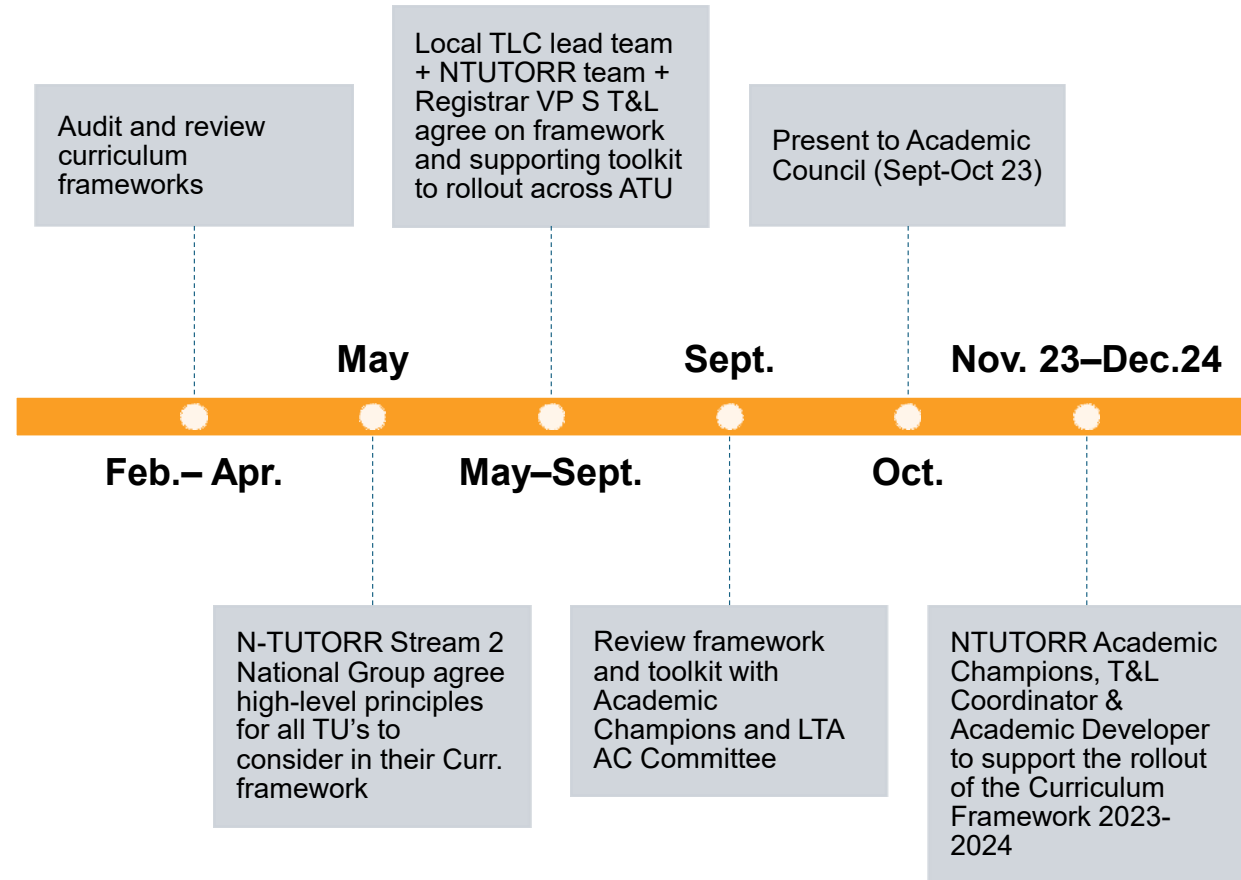 Audit and review
curriculum
frameworks
Feb.– Apr.
May
N-TUTORR Stream 2
National Group agree
high-level principles
for all TU’s to
consider in their Curr.
framework
Local TLC lead team
+ NTUTORR team +
Registrar VP S T&L
agree on framework
and supporting toolkit
to rollout across ATU
May–Sept.
Sept.
Review framework
and toolkit with
Academic
Champions and LTA
AC Committee
Present to Academic
Council (Sept-Oct 23)
Oct.
Nov. 23–Dec.24
NTUTORR Academic
Champions, T&L
Coordinator &
Academic Developer
to support the rollout
of the Curriculum
Framework 2023-
2024